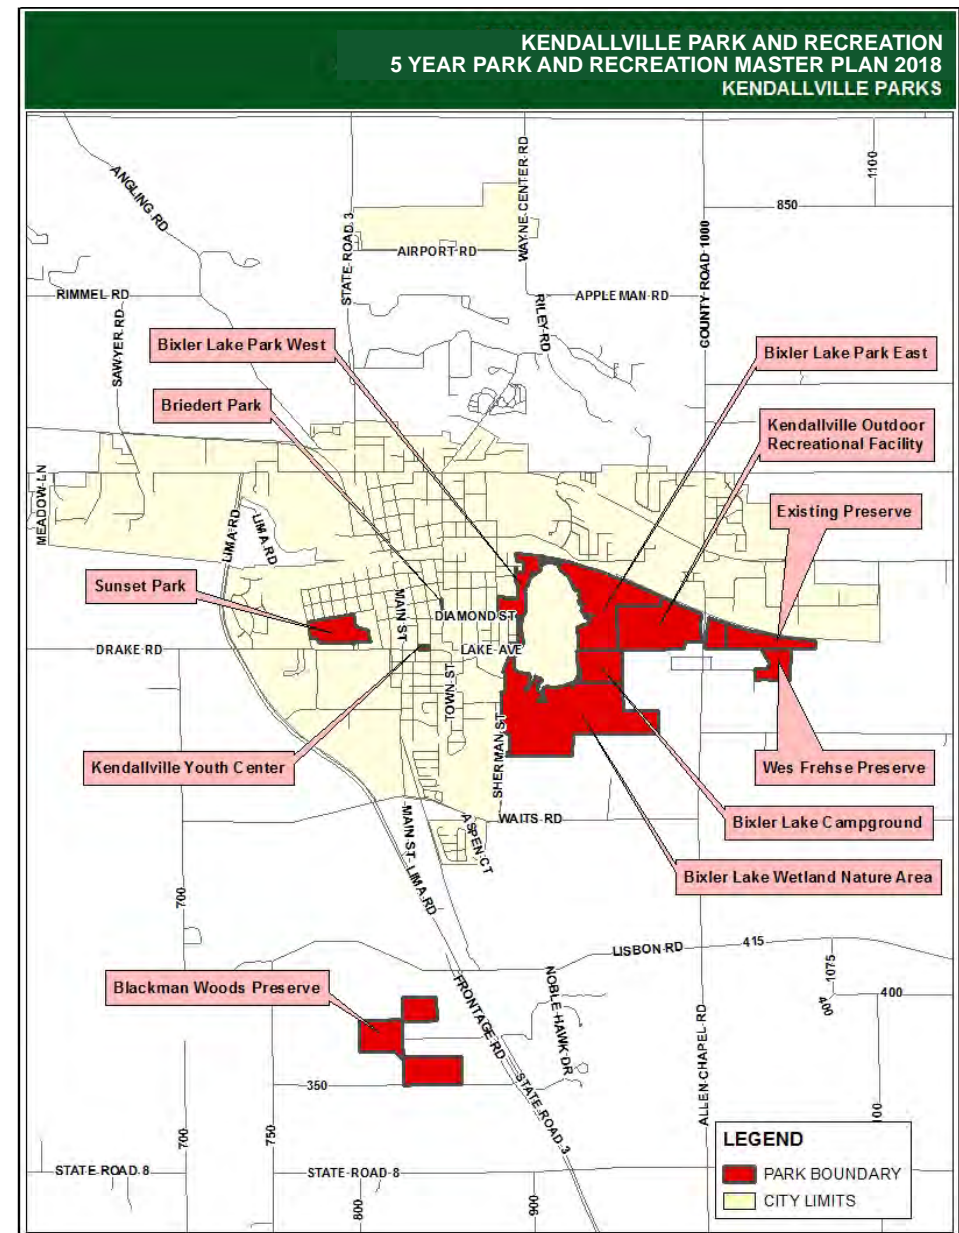 KENDALLVILLE PARK AND RECREATION
5 YEAR PARK AND RECREATION MASTER PLAN 2018
KENDALLVILLE PARKS
ANGLING RD
STATE ROAD 3
WAYNE CENTER RD
1100
850
COUNTY ROAD 1000
AIRPORT RD
RIMMEL RD
APPLEMAN RD
SAWYER RD
RILEY RD
Bixler Lake Park West
Bixler Lake Park East
Briedert Park
Kendallville Outdoor
Recreational Facility
MEADOW LN
LIMA RD
LIMA RD
Existing Preserve
Sunset Park
MAIN ST
DIAMOND ST
DRAKE RD
LAKE AVE
TOWN ST
SHERMAN ST
Kendallville Youth Center
Wes Frehse Preserve
MAIN ST
LIMA RD
ASPEN CT
WAITS RD
Bixler Lake Campground
Bixler Lake Wetland Nature Area
700
LISBON RD
415
1075
400
400
Blackman Woods Preserve
FRONTAGE RD
NOBLE HAWK DR
ALLEN CHAPEL RD
350
STATE ROAD 3
700
750
100
STATE ROAD 8
STATE ROAD 8
800
900
LEGEND
PARK BOUNDARY
CITY LIMITS